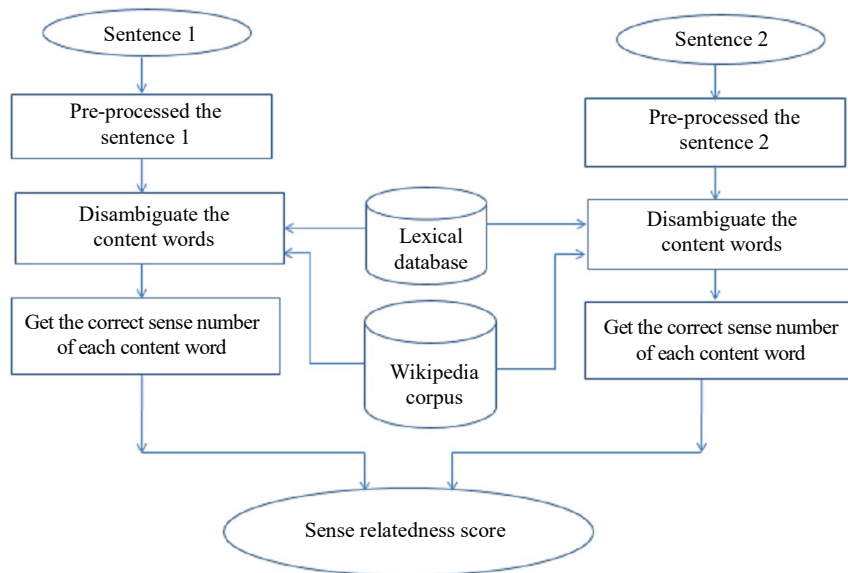 Sentence 1
Pre-processed the
sentence 1
Disambiguate the
content words
Get the correct sense number
of each content word
Lexical
database
Wikipedia
corpus
Sentence 2
Pre-processed the
sentence 2
Disambiguate the
content words
Get the correct sense number
of each content word
Sense relatedness score